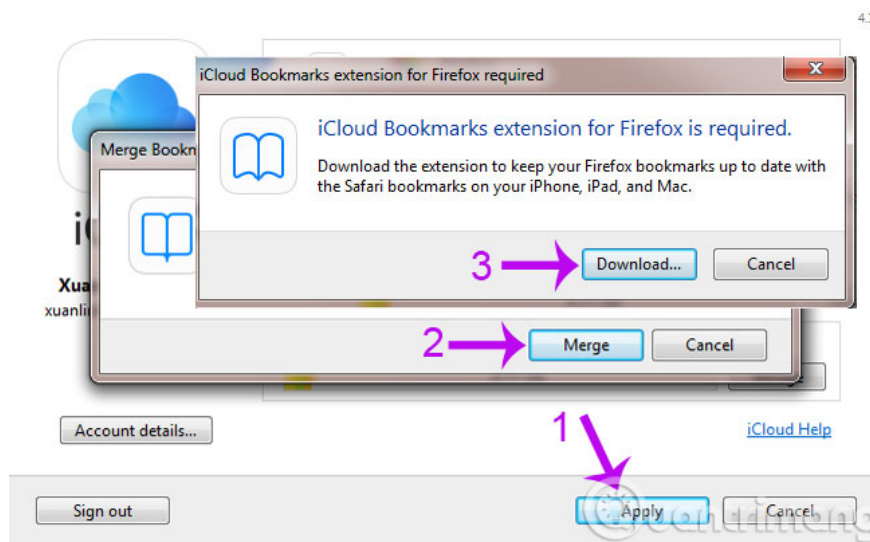 4.
iCloud Bookmarks extension for Firefox required
iCloud Bookmarks extension for Firefox is required.
Download the extension to keep your Firefox bookmarks up to date with
the Safari bookmarks on your iPhone, iPad, and Mac.
3
Download...
Cancel
Merge
2
Merge
Cancel
1
Account details...
iCloud Help
Sign out
Apply
Cancel